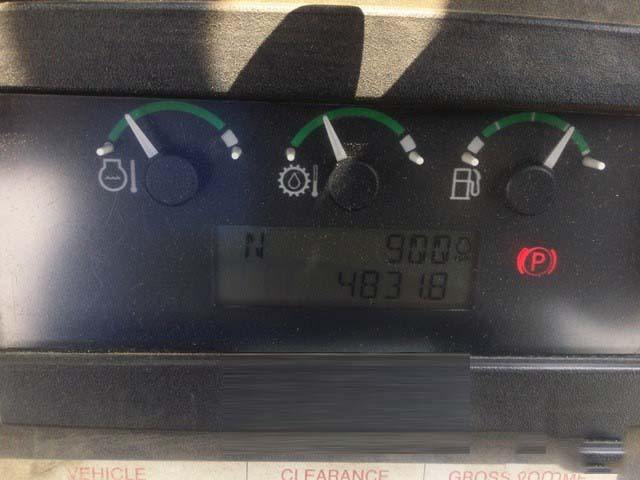 N 900
4831.8
P
VEHICLE CLEARANCE GROSS